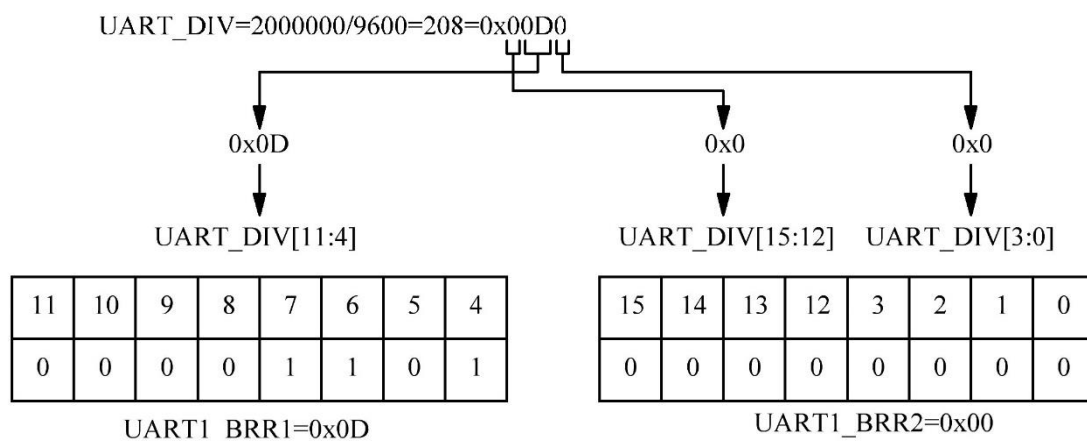 UART_DIV=2000000/9600=208=0x00D0
0x0D 0x0 0x0
UART_DIV[11:4] UART_DIV[15:12] UART_DIV[3:0]
11 10 9 8 7 6 5 4 15 14 13 12 3 2 1 0
0 0 0 0 1 1 0 1 0 0 0 0 0 0 0 0
UART1_BRR1=0x0D UART1_BRR2=0x00